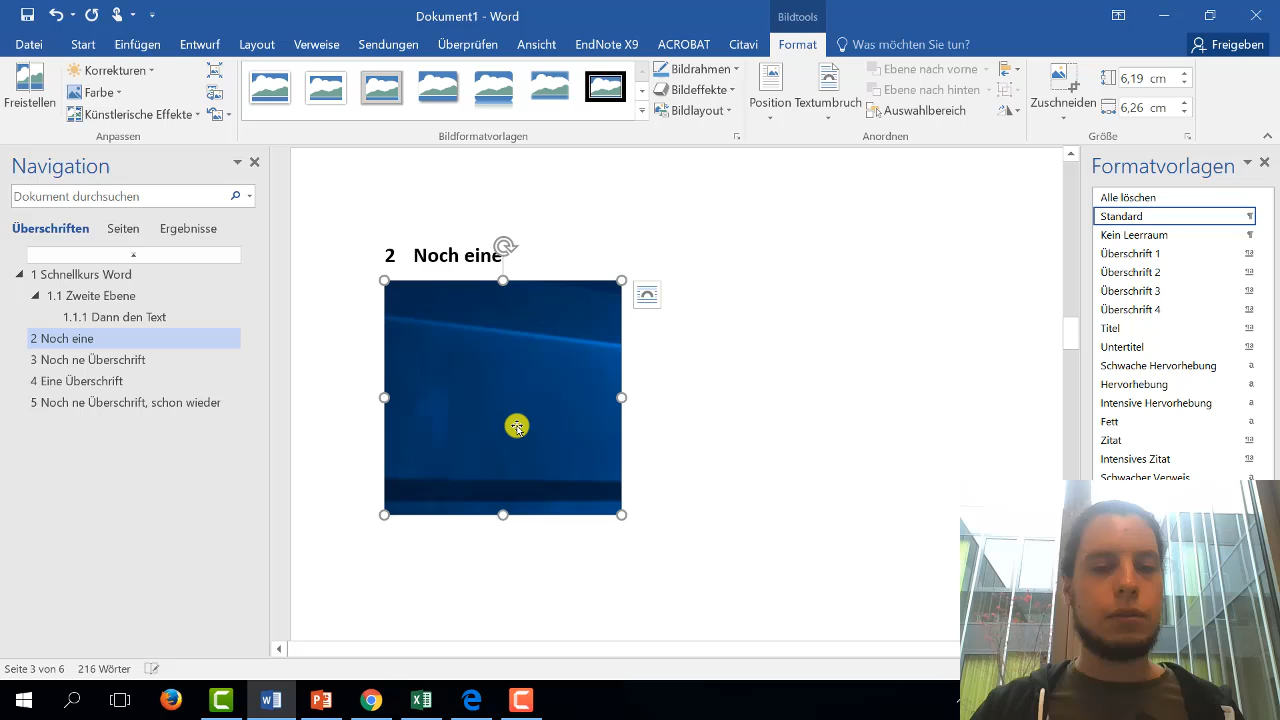 Dokument1 - Word
Bildtools
Datei Start Einfügen Entwurf Layout Verweise Sendungen Überprüfen Ansicht EndNote X9 ACROBAT Citavi Format Was möchten Sie tun? Freigeben
Freistellen
Korrekturen
Farbe
Künstlerische Effekte
Anpassen
Bildformatvorlagen
Bildrahmen
Bildeffekte
Bildlayout
Position
Textumbruch
Ebene nach vorne
Ebene nach hinten
Auswahlbereich
Anordnen
Zuschneiden
6,19 cm
6,26 cm
Größe
Navigation
Dokument durchsuchen
Überschriften Seiten Ergebnisse
1 Schnellkurs Word
1.1 Zweite Ebene
1.1.1 Dann den Text
2 Noch eine
3 Noch ne Überschrift
4 Eine Überschrift
5 Noch ne Überschrift, schon wieder
2 Noch eine
Formatvorlagen
Alle löschen
Standard
Kein Leerraum
Überschrift 1
Überschrift 2
Überschrift 3
Überschrift 4
Titel
Untertitel
Schwache Hervorhebung
Hervorhebung
Intensive Hervorhebung
Fett
Zitat
Intensives Zitat
Schwacher Verweis
Seite 3 von 6 216 Wörter